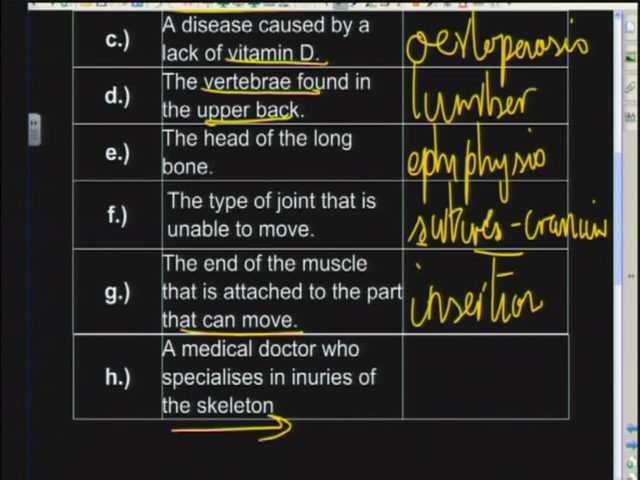 c.)
A disease caused by a
lack of vitamin D.
oestoperosio
d.)
The vertebrae found in
the upper back.
lumber
e.)
The head of the long
bone.
ephyphysio
f.)
The type of joint that is
unable to move.
sutures - cranium
g.)
The end of the muscle
that is attached to the part
that can move.
insertion
h.)
A medical doctor who
specialises in inuries of
the skeleton